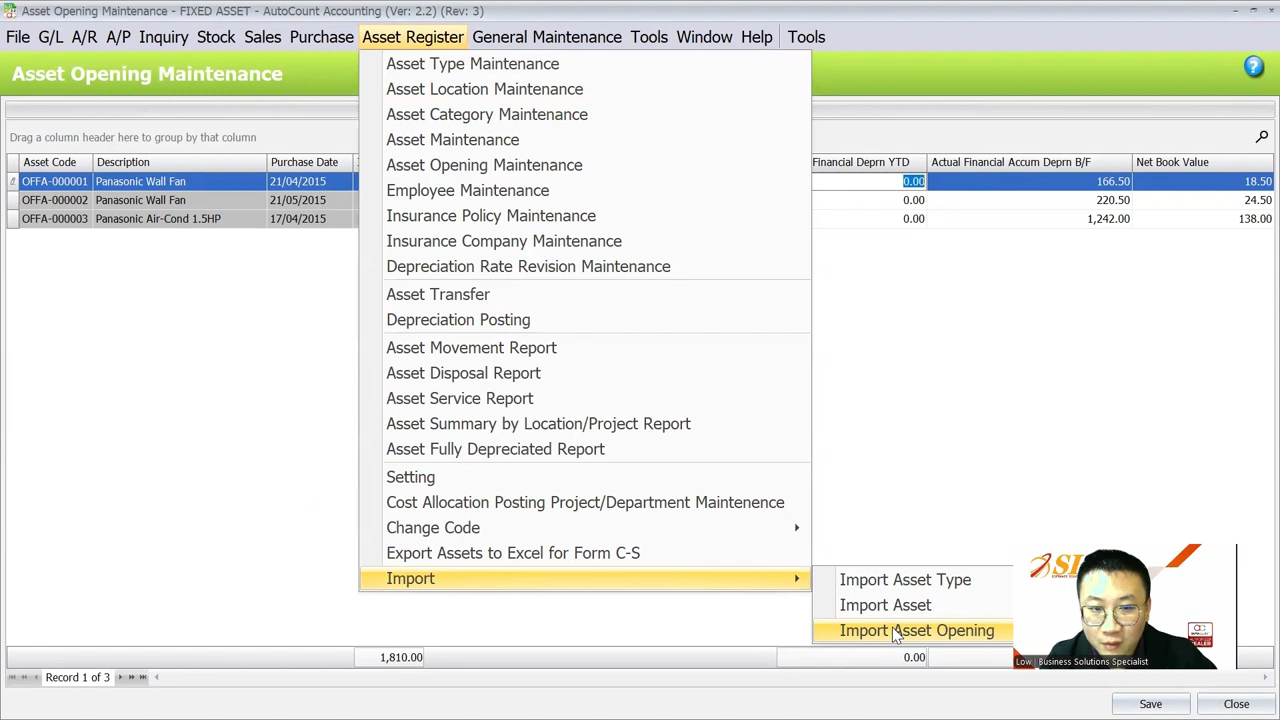 Asset Opening Maintenance - FIXED ASSET - AutoCount Accounting (Ver: 2.2) (Rev: 3)
File G/L A/R A/P Inquiry Stock Sales Purchase Asset Register General Maintenance Tools Window Help Tools
Asset Opening Maintenance
Drag a column header here to group by that column
Asset Code Description Purchase Date Financial Deprn YTD Actual Financial Accum Deprn B/F Net Book Value
OFFA-000001 Panasonic Wall Fan 21/04/2015 0.00 166.50 18.50
OFFA-000002 Panasonic Wall Fan 21/05/2015 0.00 220.50 24.50
OFFA-000003 Panasonic Air-Cond 1.5HP 17/04/2015 0.00 1,242.00 138.00
Asset Type Maintenance
Asset Location Maintenance
Asset Category Maintenance
Asset Maintenance
Asset Opening Maintenance
Employee Maintenance
Insurance Policy Maintenance
Insurance Company Maintenance
Depreciation Rate Revision Maintenance
Asset Transfer
Depreciation Posting
Asset Movement Report
Asset Disposal Report
Asset Service Report
Asset Summary by Location/Project Report
Asset Fully Depreciated Report
Setting
Cost Allocation Posting Project/Department Maintenence
Change Code
Export Assets to Excel for Form C-S
Import
Import Asset Type
Import Asset
Import Asset Opening
1,810.00 0.00
Record 1 of 3
Low | Business Solutions Specialist
Save Close